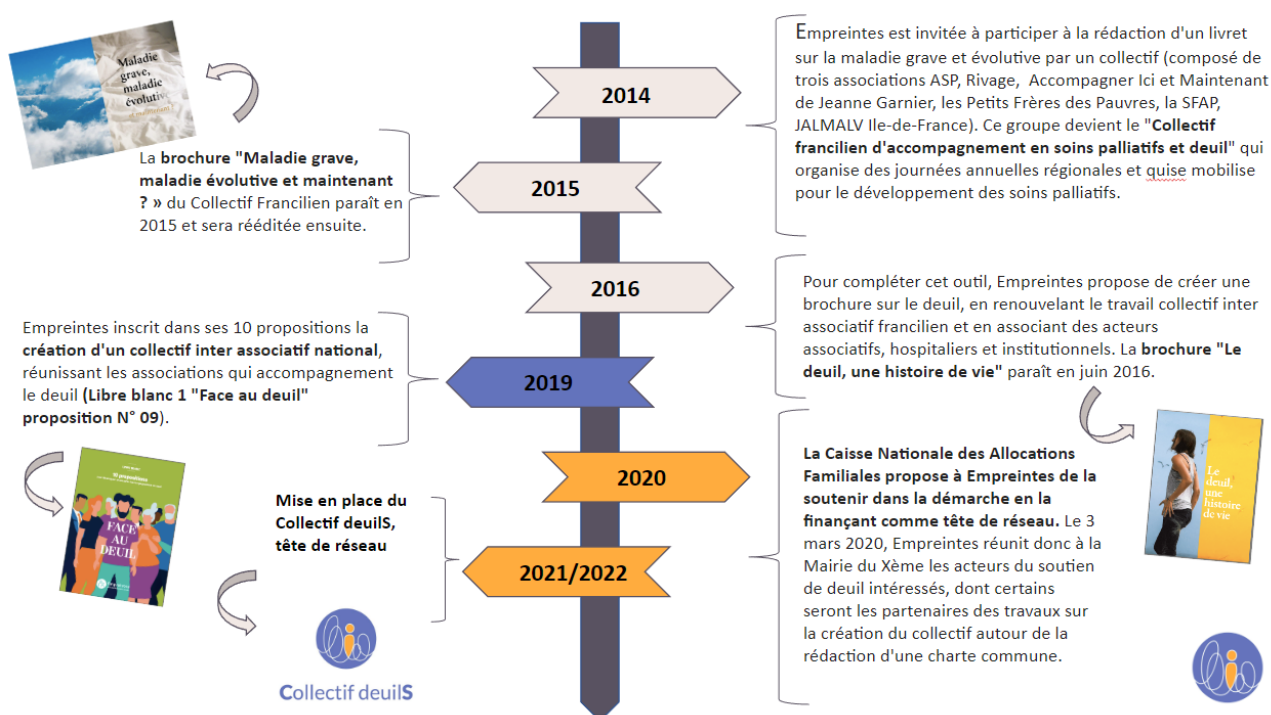 2014
Empreintes est invitée à participer à la rédaction d'un livret
sur la maladie grave et évolutive par un collectif (composé de
trois associations ASP, Rivage, Accompagner Ici et Maintenant
de Jeanne Garnier, les Petits Frères des Pauvres, la SFAP,
JALMALV Ile-de-France). Ce groupe devient le "Collectif
francilien d'accompagnement en soins palliatifs et deuil" qui
organise des journées annuelles régionales et quise mobilise
pour le développement des soins palliatifs.
Maladie
grave,
maladie
évolutive
2015
La brochure "Maladie grave,
maladie évolutive et maintenant
? » du Collectif Francilien paraît en
2015 et sera rééditée ensuite.
2016
Pour compléter cet outil, Empreintes propose de créer une
brochure sur le deuil, en renouvelant le travail collectif inter
associatif francilien et en associant des acteurs
associatifs, hospitaliers et institutionnels. La brochure "Le
deuil, une histoire de vie" paraît en juin 2016.
Le
deuil,
une
histoire
de vie
2019
Empreintes inscrit dans ses 10 propositions la
création d'un collectif inter associatif national,
réunissant les associations qui accompagnement
le deuil (Libre blanc 1 "Face au deuil"
proposition N° 09).
10 propositions
FACE
AU
DEUIL
2020
La Caisse Nationale des Allocations
Familiales propose à Empreintes de la
soutenir dans la démarche en la
finançant comme tête de réseau. Le 3
mars 2020, Empreintes réunit donc à la
Mairie du Xème les acteurs du soutien
de deuil intéressés, dont certains
seront les partenaires des travaux sur
la création du collectif autour de la
rédaction d'une charte commune.
2021/2022
Mise en place du
Collectif deuilS,
tête de réseau
Collectif deuilS